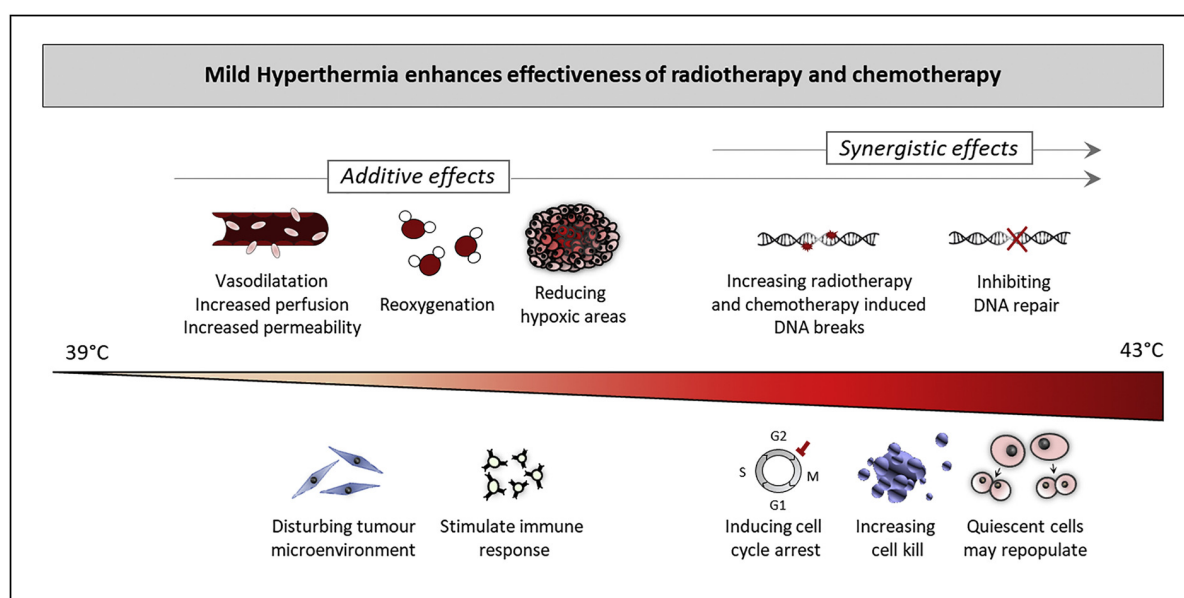 Mild Hyperthermia enhances effectiveness of radiotherapy and chemotherapy
Synergistic effects
Additive effects
Vasodilatation
Increased perfusion
Increased permeability
Reoxygenation
Reducing
hypoxic areas
Increasing radiotherapy
and chemotherapy induced
DNA breaks
Inhibiting
DNA repair
39°C
43°C
Disturbing tumour
microenvironment
Stimulate immune
response
G2
S
M
G1
Inducing cell
cycle arrest
Increasing
cell kill
Quiescent cells
may repopulate